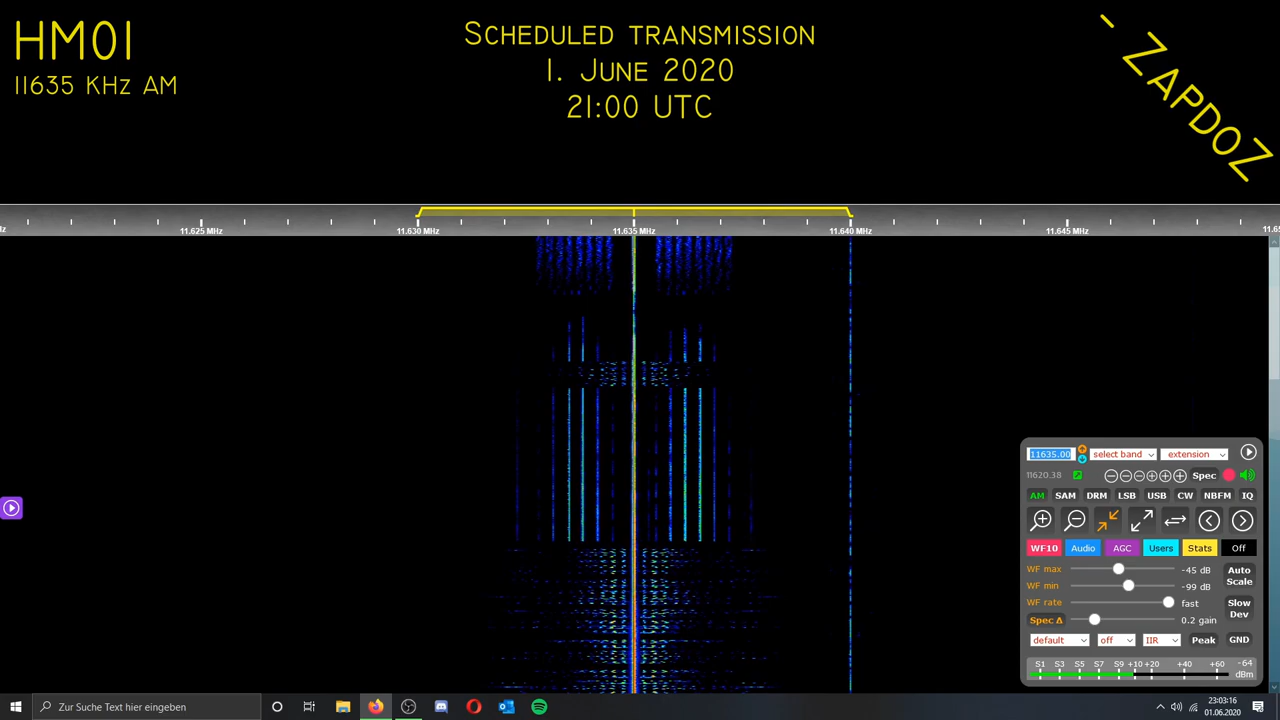 HM01
11635 KHz AM
Scheduled transmission
1. June 2020
21:00 UTC
- ZAPDOZ
11.625 MHz
11.630 MHz
11.635 MHz
11.640 MHz
11.645 MHz
11635.00
select band
extension
11620.38
Spec
AM
SAM
DRM
LSB
USB
CW
NBFM
IQ
WF10
Audio
AGC
Users
Stats
Off
WF max
-45 dB
Auto Scale
WF min
-99 dB
WF rate
fast
Slow Dev
Spec Δ
0.2 gain
default
off
IIR
Peak
GND
S1 S3 S5 S7 S9 +10 +20 +40 +60 -64
dBm
Zur Suche Text hier eingeben
23:03:16
01.06.2020